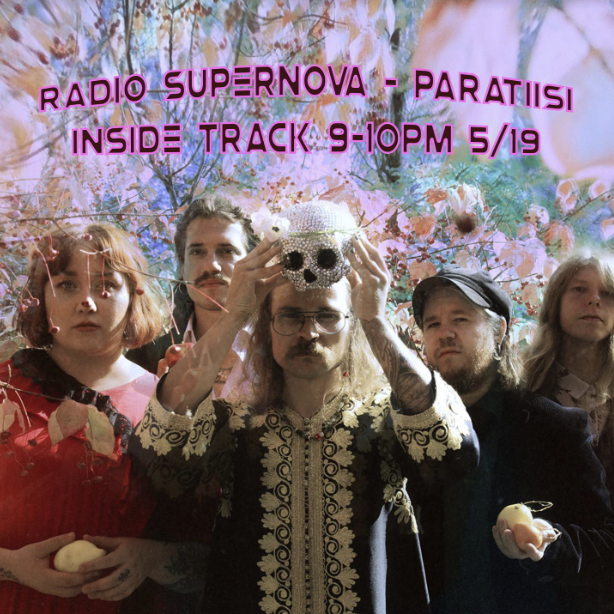 RADIO SUPERNOVA - PARATIISI
INSIDE TRACK 9-10PM 5/19